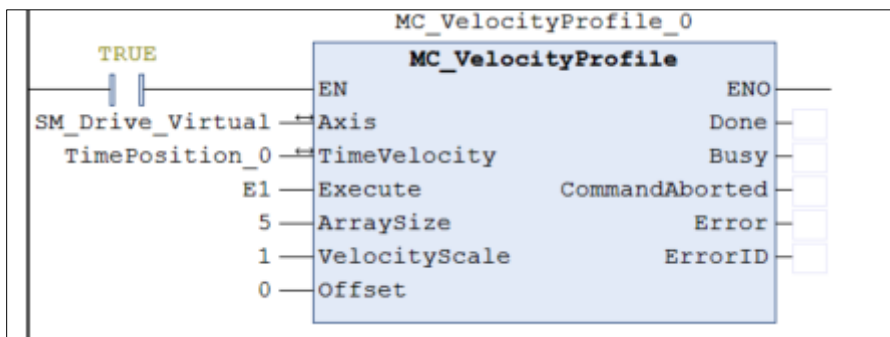 MC_VelocityProfile_0
TRUE
MC_VelocityProfile
EN ENO
SM_Drive_Virtual Axis Done
TimePosition_0 TimeVelocity Busy
E1 Execute CommandAborted
5 ArraySize Error
1 VelocityScale ErrorID
0 Offset